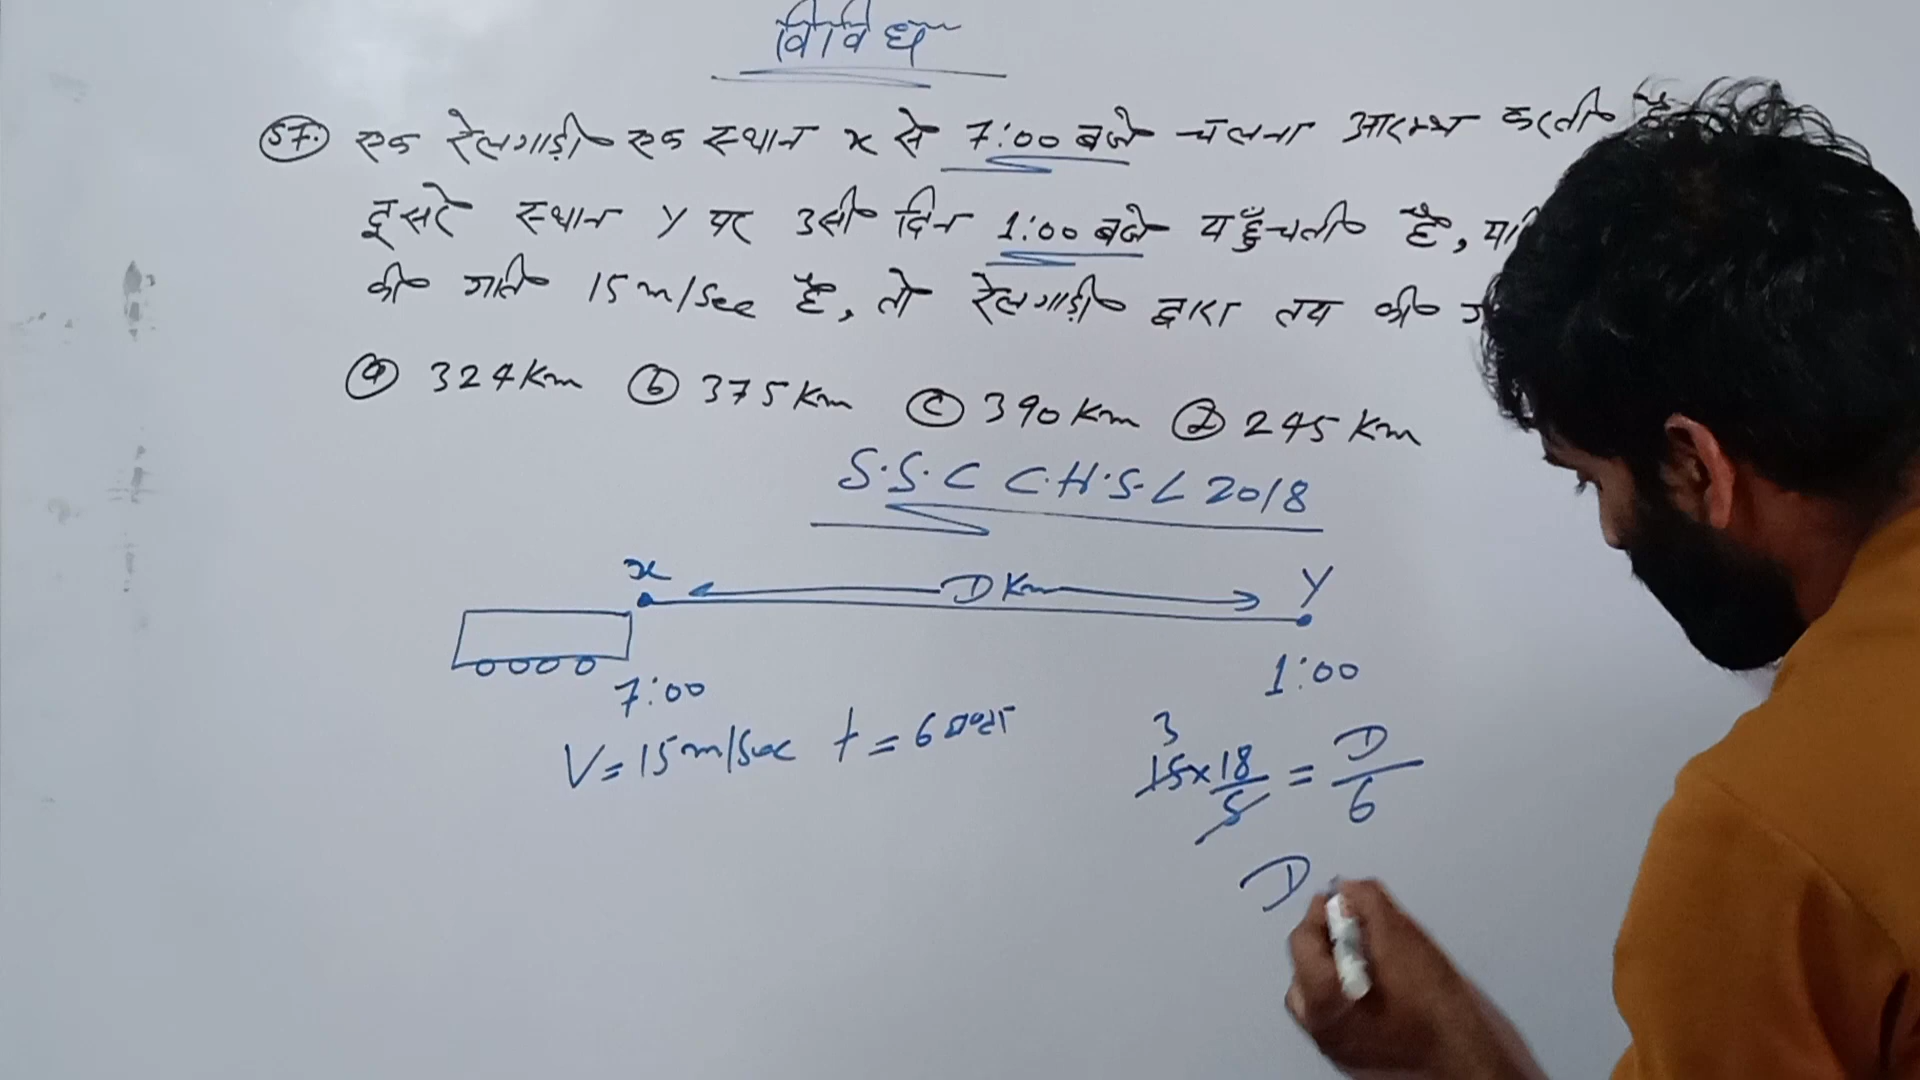 विविध
57. एक रेलगाड़ी एक स्थान x से 7:00 बजे चलना आरम्भ करती है
दूसरे स्थान Y पर उसी दिन 1:00 बजे पहुँचती है,
की गति 15 m/sec है, तो रेलगाड़ी द्वारा तय की
a 324 Km b 375 Km c 390 Km d 245 Km
S.S.C C.H.S.L 2018
x D Km Y
7:00 1:00
V = 15 m/sec t = 6 घण्टा
3
15 × 18/5 = D/6
D